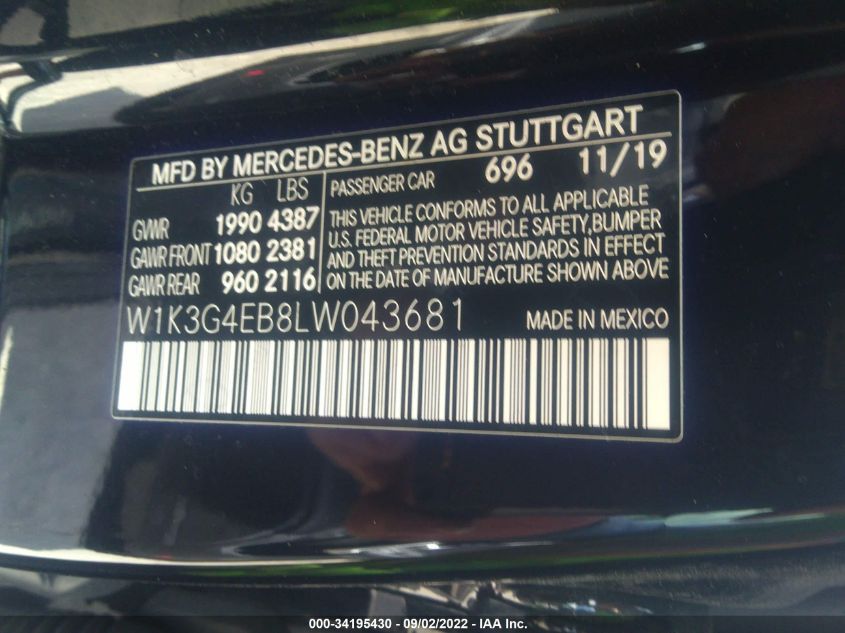 MFD BY MERCEDES-BENZ AG STUTTGART
KG LBS
GVWR 1990 4387
GAWR FRONT 1080 2381
GAWR REAR 960 2116
PASSENGER CAR 696 11/19
THIS VEHICLE CONFORMS TO ALL APPLICABLE
U.S. FEDERAL MOTOR VEHICLE SAFETY, BUMPER
AND THEFT PREVENTION STANDARDS IN EFFECT
ON THE DATE OF MANUFACTURE SHOWN ABOVE
W1K3G4EB8LW043681 MADE IN MEXICO
000-34195430 - 09/02/2022 - IAA Inc.